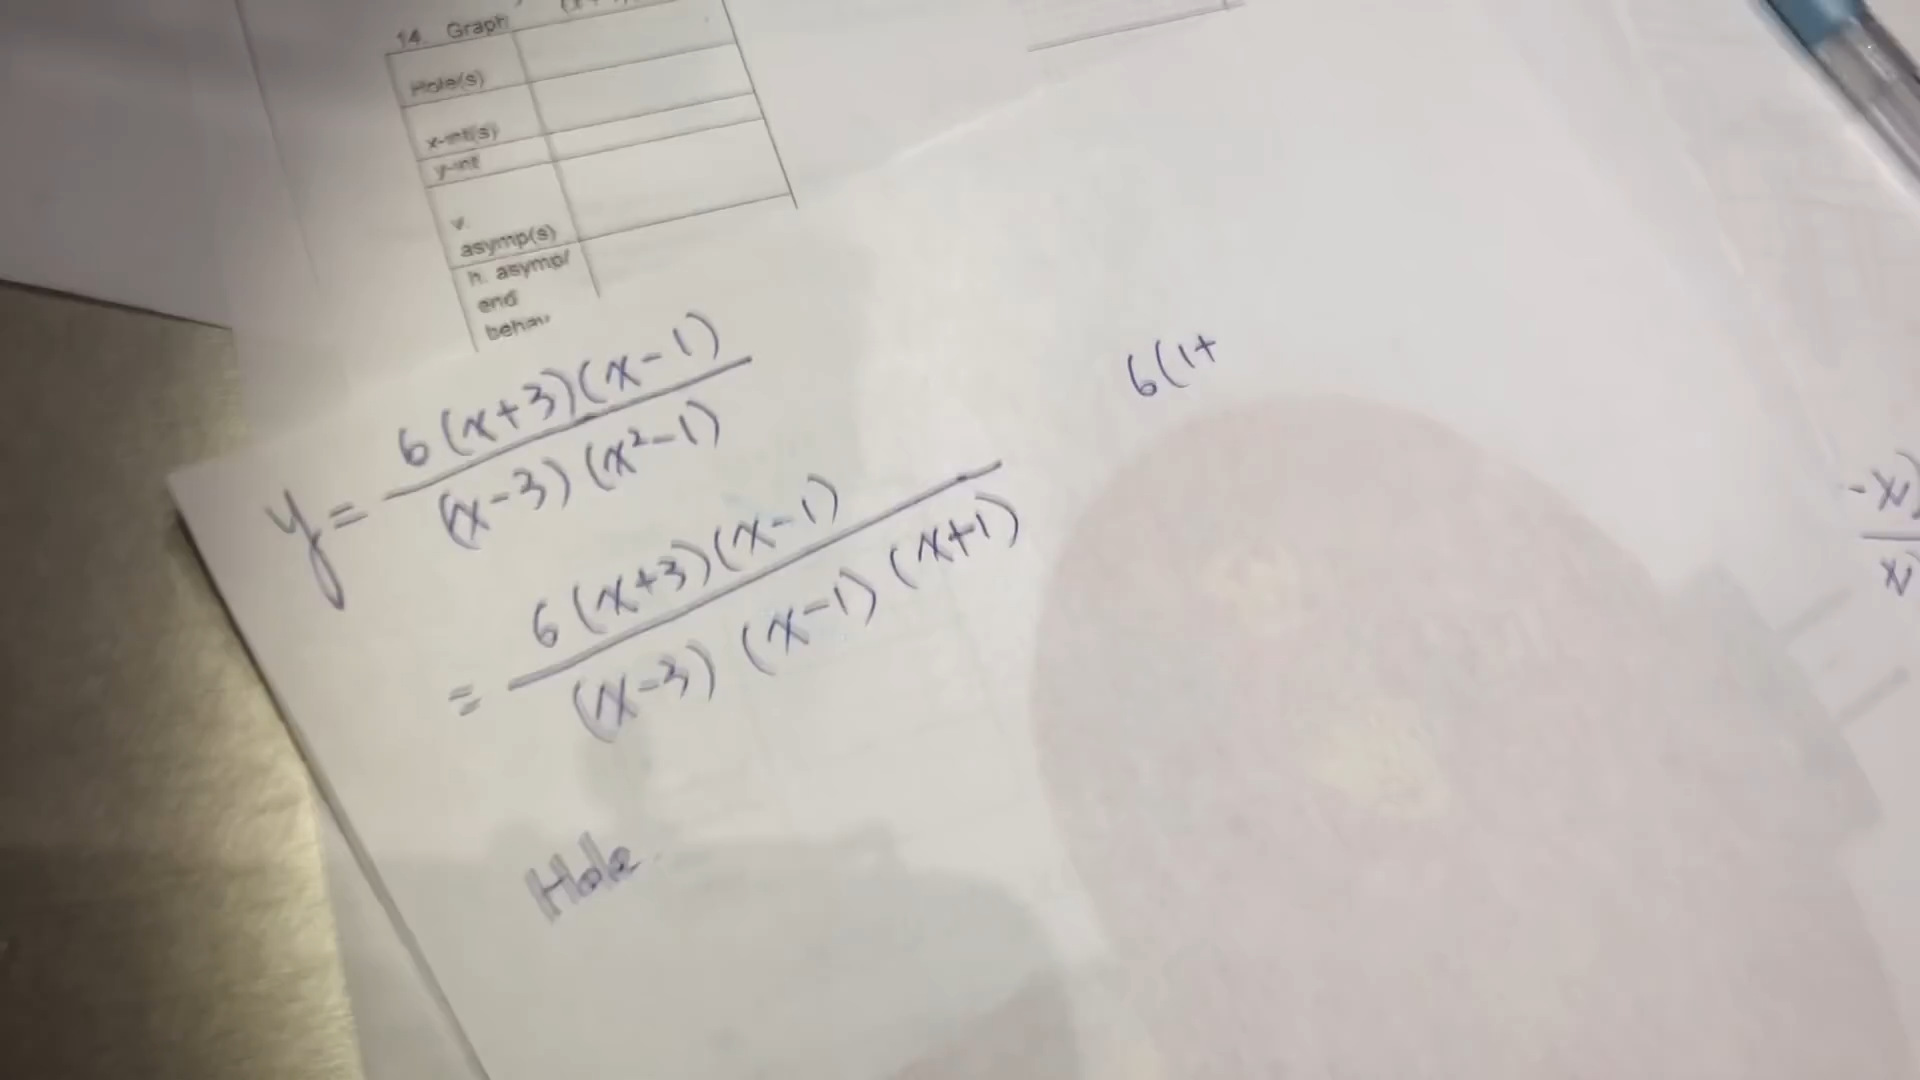 14. Graph
Hole(s)
x-int(s)
y-int
v.
asymp(s)
h. asymp/
end
y = 6(x+3)(x-1) / (x-3)(x²-1)
6(1+
= 6(x+3)(x-1) / (x-3)(x-1)(x+1)
Hole